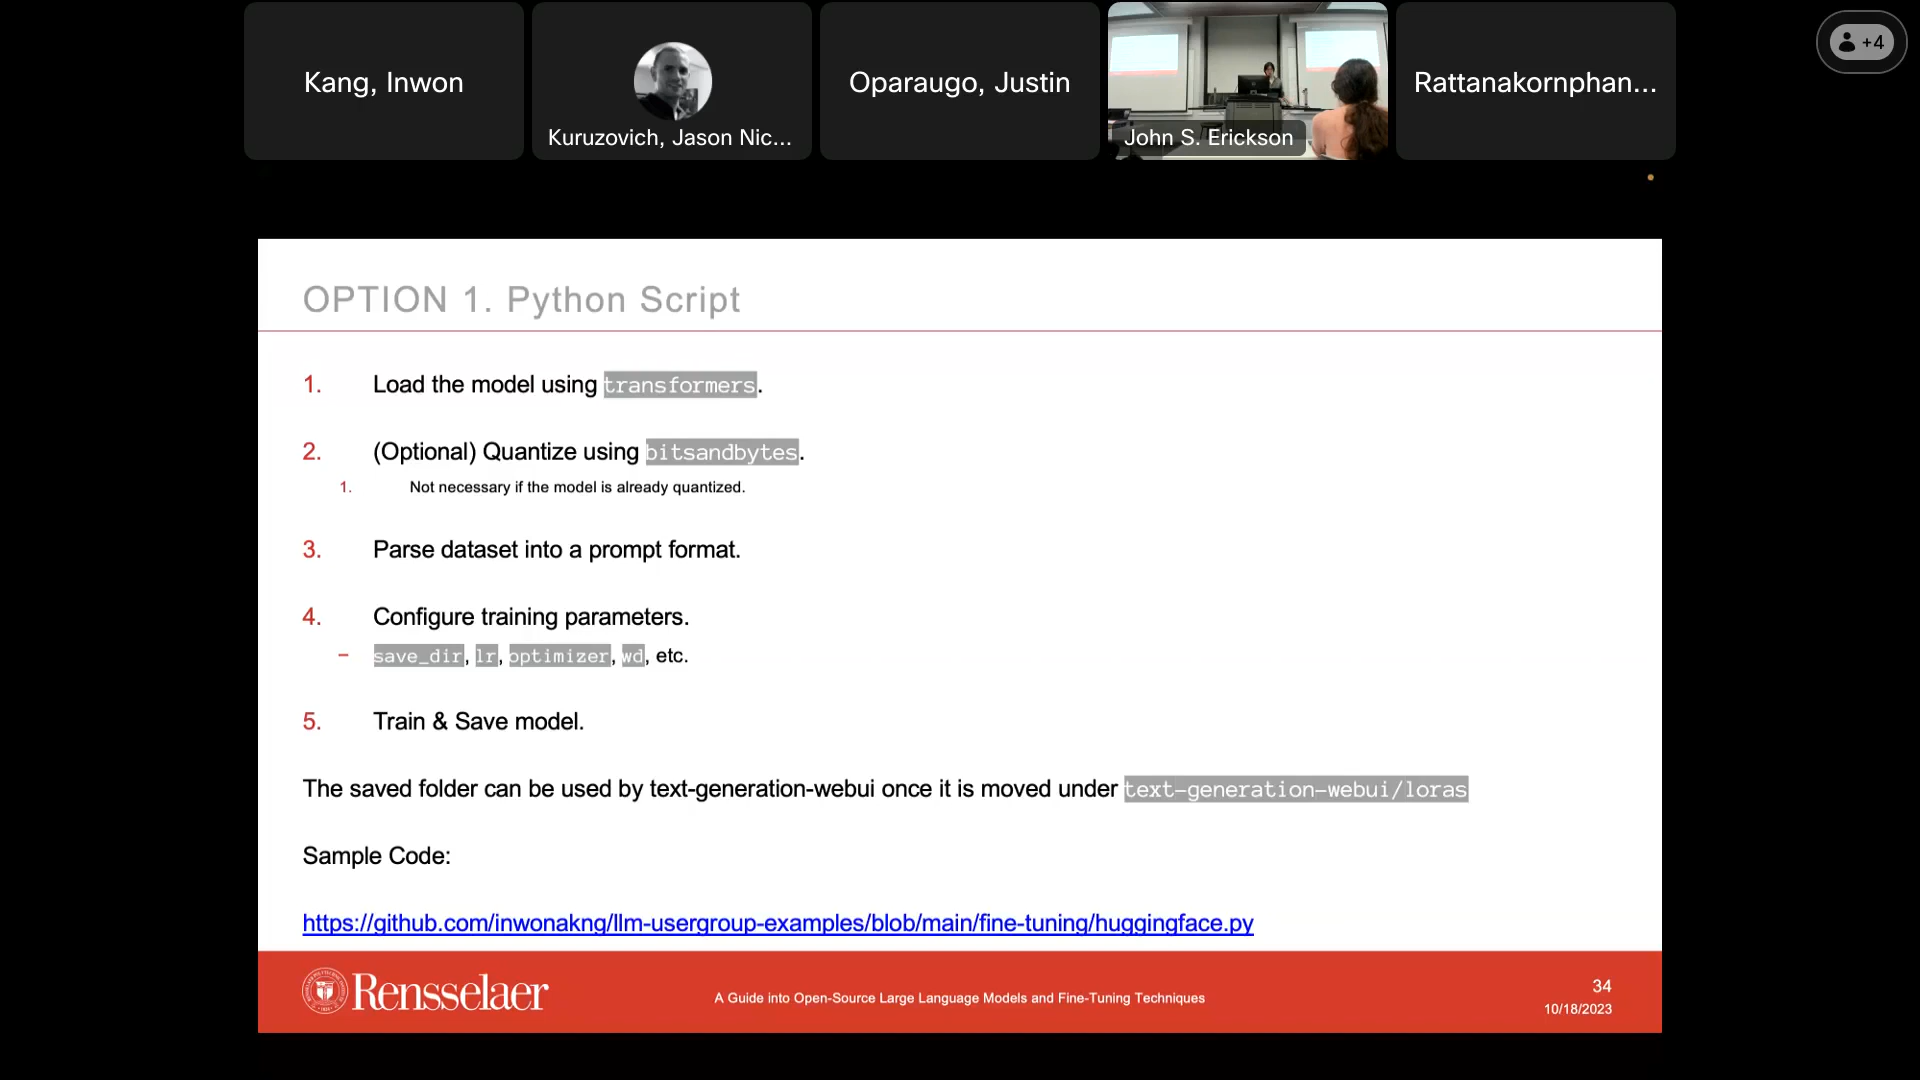 Kang, Inwon
Kuruzovich, Jason Nic...
Oparaugo, Justin
John S. Erickson
Rattanakornphan...
+4
OPTION 1. Python Script
1. Load the model using transformers.
2. (Optional) Quantize using bitsandbytes.
1. Not necessary if the model is already quantized.
3. Parse dataset into a prompt format.
4. Configure training parameters.
– save_dir, lr, optimizer, wd, etc.
5. Train & Save model.
The saved folder can be used by text-generation-webui once it is moved under text-generation-webui/loras
Sample Code:
https://github.com/inwonakng/llm-usergroup-examples/blob/main/fine-tuning/huggingface.py
Rensselaer
A Guide into Open-Source Large Language Models and Fine-Tuning Techniques
34
10/18/2023